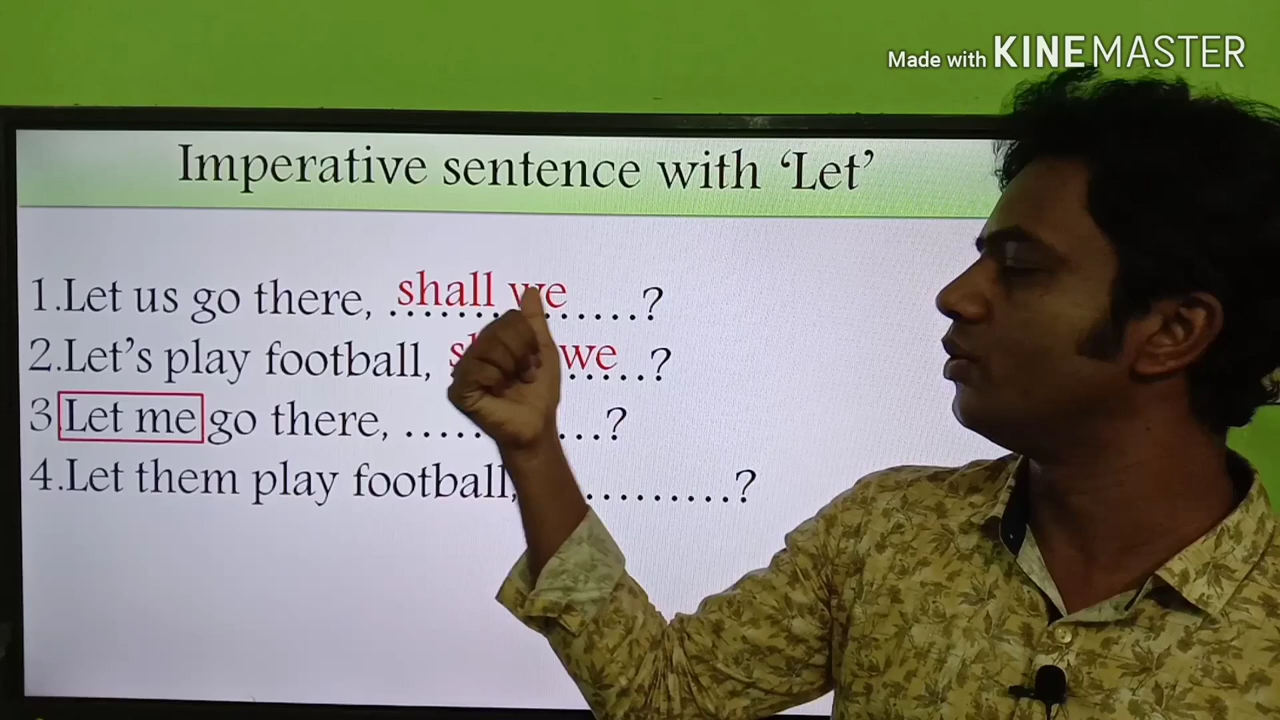 Made with KINEMASTER
Imperative sentence with ‘Let’
1.Let us go there, shall we ..............?
2.Let’s play football, we .....?
3 Let me go there, ........?
4.Let them play football, .........?